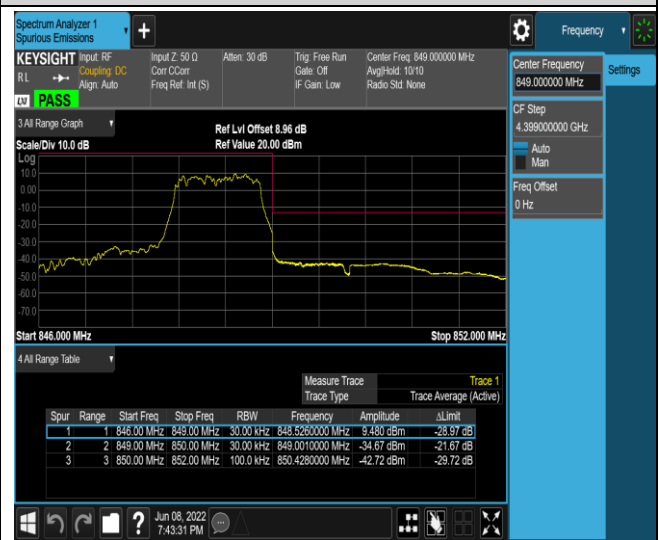 Spectrum Analyzer 1
Spurious Emissions
+
Frequency
KEYSIGHT Input: RF Input Z: 50 Ω Atten: 30 dB Trig: Free Run Center Freq: 849.000000 MHz
RL Coupling: DC Corr CCorr Gate: Off Avg|Hold: 10/10
Align: Auto Freq Ref: Int (S) IF Gain: Low Radio Std: None
LW PASS
Center Frequency
849.000000 MHz
Settings
CF Step
4.399000000 GHz
Auto
Man
Freq Offset
0 Hz
3 All Range Graph
Ref Lvl Offset 8.96 dB
Scale/Div 10.0 dB Ref Value 20.00 dBm
Log
10.0
0.00
-10.0
-20.0
-30.0
-40.0
-50.0
-60.0
-70.0
Start 846.000 MHz Stop 852.000 MHz
4 All Range Table
Measure Trace Trace 1
Trace Type Trace Average (Active)
Spur Range Start Freq Stop Freq RBW Frequency Amplitude ΔLimit
1 1 846.00 MHz 849.00 MHz 30.00 kHz 848.5260000 MHz 9.480 dBm -28.97 dB
2 2 849.00 MHz 850.00 MHz 30.00 kHz 849.0010000 MHz -34.67 dBm -21.67 dB
3 3 850.00 MHz 852.00 MHz 100.0 kHz 850.4280000 MHz -42.72 dBm -29.72 dB
? Jun 08, 2022
7:43:31 PM